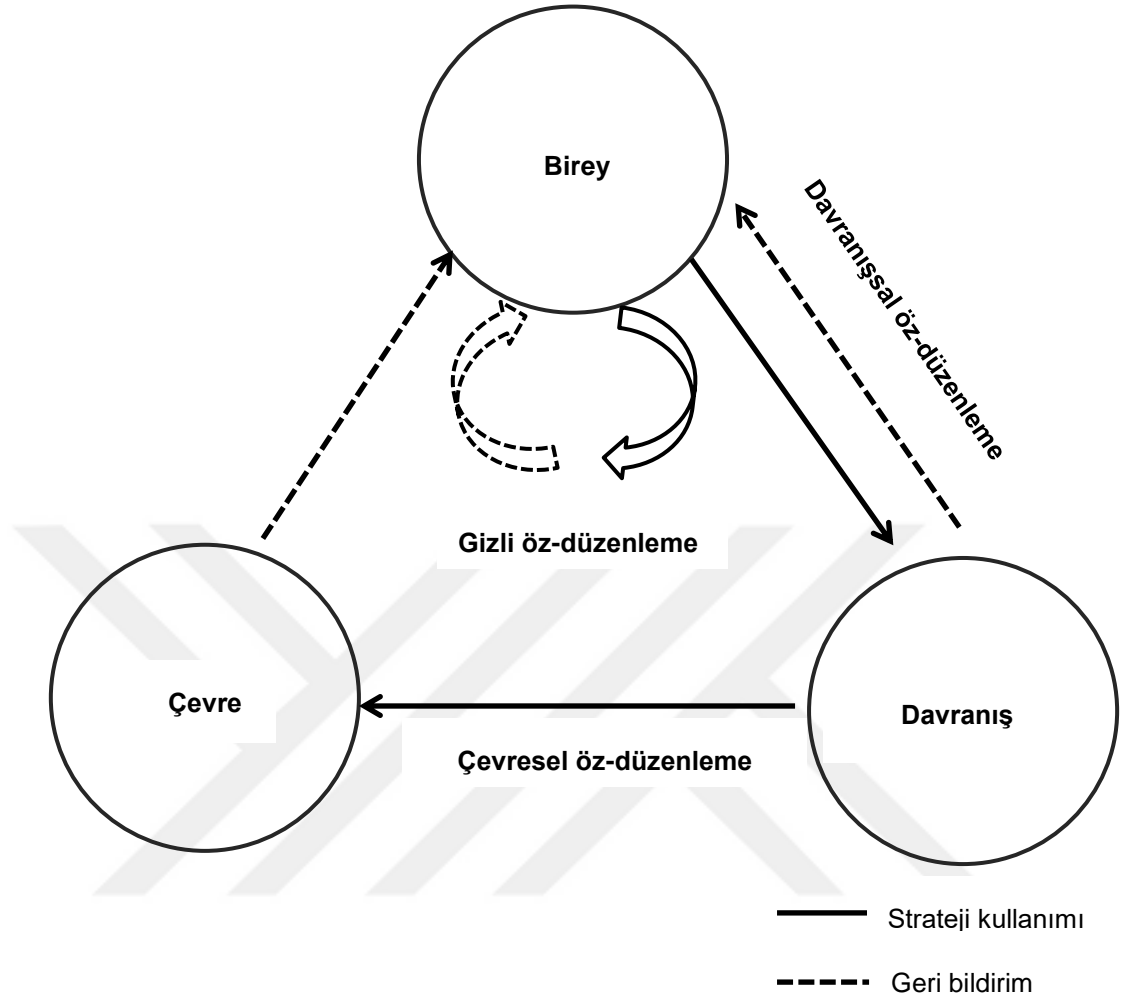 Birey
Davranışsal öz-düzenleme
Gizli öz-düzenleme
Çevre
Davranış
Çevresel öz-düzenleme
Strateji kullanımı
Geri bildirim